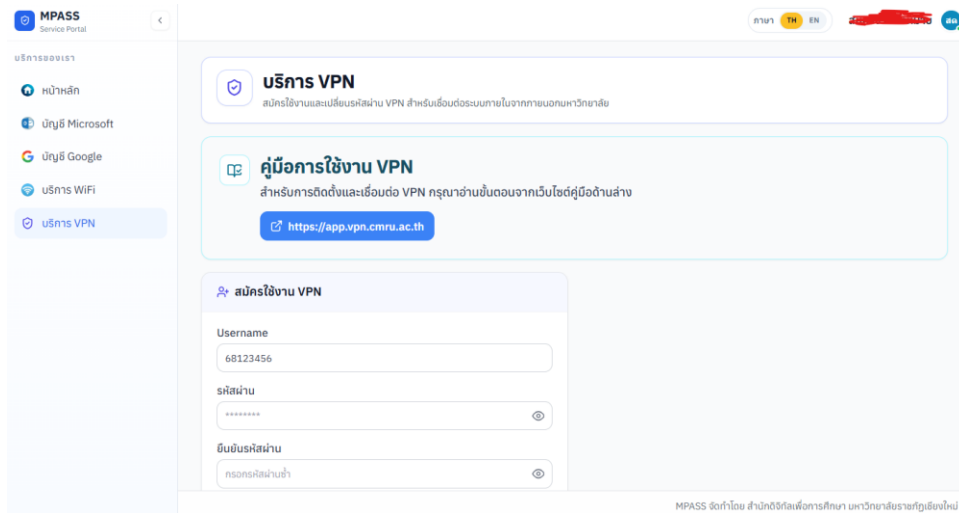 MPASS
Service Portal
ภาษา TH EN
สด
บริการของเรา
หน้าหลัก
บัญชี Microsoft
บัญชี Google
บริการ WiFi
บริการ VPN
บริการ VPN
สมัครใช้งานและเปลี่ยนรหัสผ่าน VPN สำหรับเชื่อมต่อระบบภายในจากภายนอกมหาวิทยาลัย
คู่มือการใช้งาน VPN
สำหรับการติดตั้งและเชื่อมต่อ VPN กรุณาอ่านขั้นตอนจากเว็บไซต์คู่มือด้านล่าง
https://app.vpn.cmru.ac.th
สมัครใช้งาน VPN
Username
68123456
รหัสผ่าน
********
ยืนยันรหัสผ่าน
กรอกรหัสผ่านซ้ำ
MPASS จัดทำโดย สำนักดิจิทัลเพื่อการศึกษา มหาวิทยาลัยราชภัฏเชียงใหม่